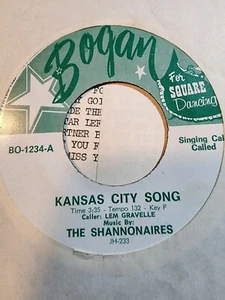 Bogan
For
SQUARE
Dancing
BO-1234-A
Singing Cal
Called
KANSAS CITY SONG
Time 3:35 - Tempo 132 - Key F
Caller: LEM GRAVELLE
Music By:
THE SHANNONAIRES
JH-233